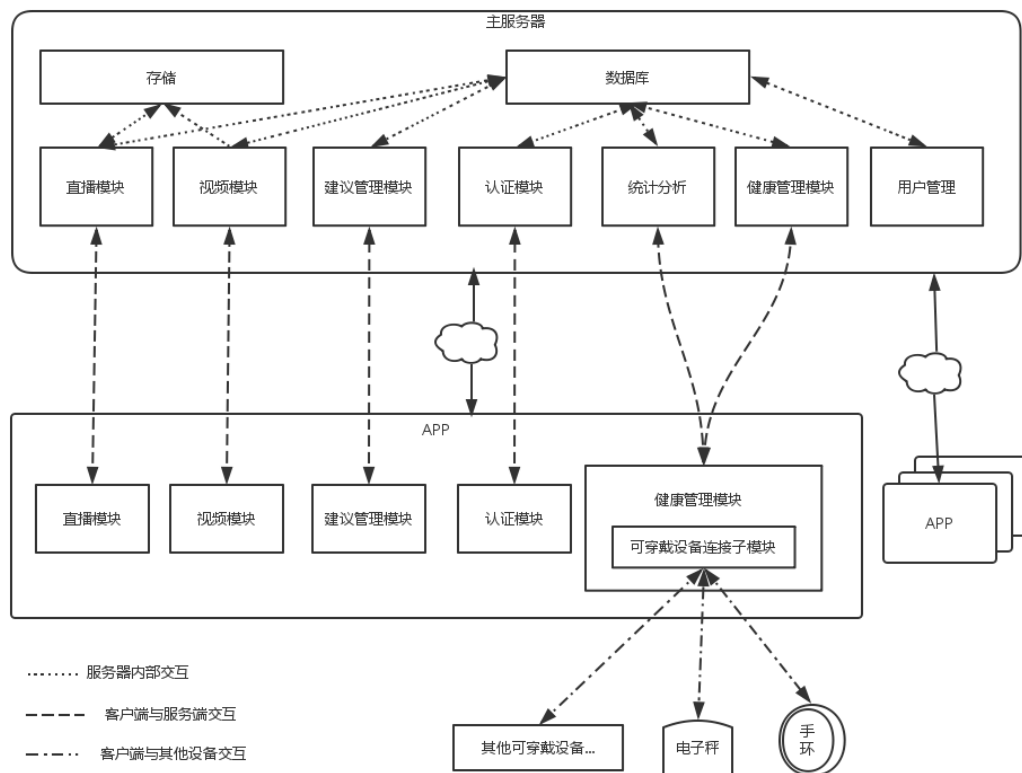 主服务器
存储
数据库
直播模块
视频模块
建议管理模块
认证模块
统计分析
健康管理模块
用户管理
APP
直播模块
视频模块
建议管理模块
认证模块
健康管理模块
可穿戴设备连接子模块
APP
服务器内部交互
客户端与服务端交互
客户端与其他设备交互
其他可穿戴设备...
电子秤
手
环